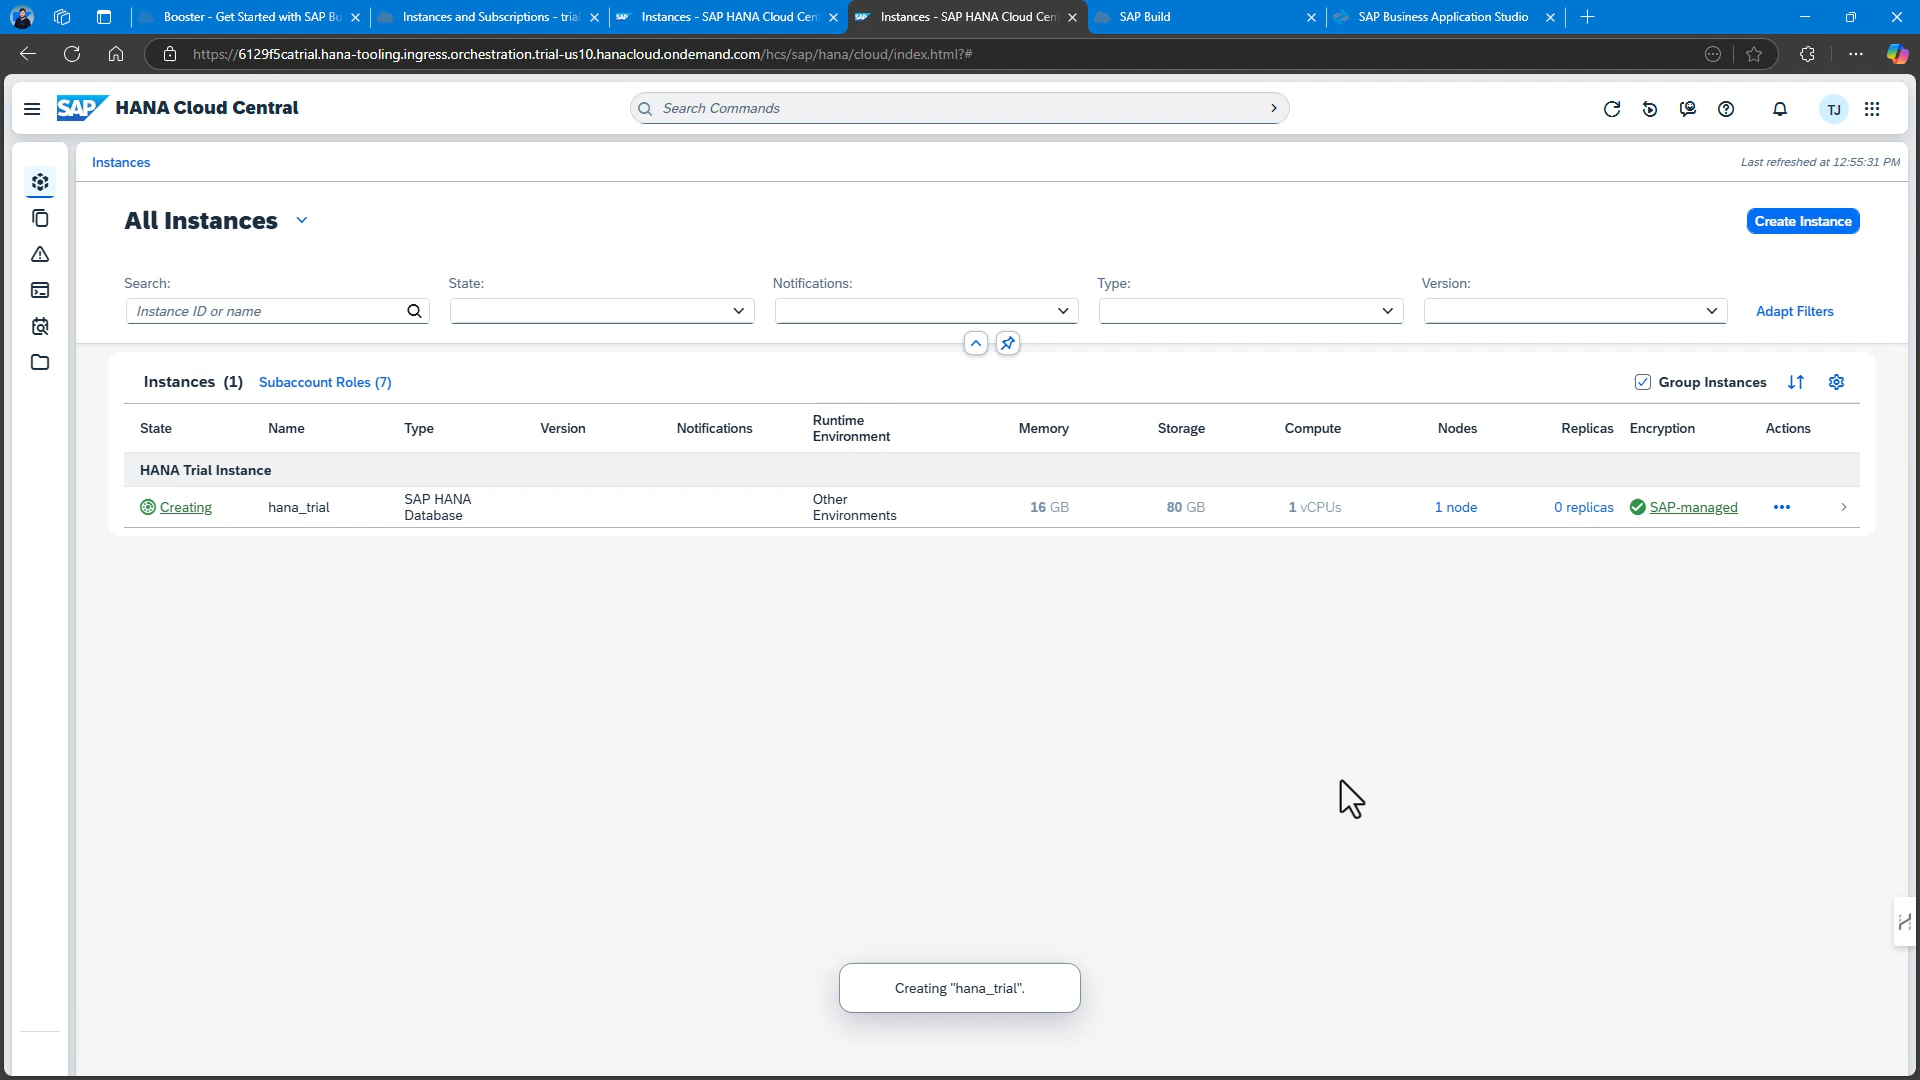 Booster - Get Started with SAP Bu
Instances and Subscriptions - trial
SAP Instances - SAP HANA Cloud Cen
SAP Instances - SAP HANA Cloud Cen
SAP Build
SAP Business Application Studio
https://6129f5catrial.hana-tooling.ingress.orchestration.trial-us10.hanacloud.ondemand.com/hcs/sap/hana/cloud/index.html?#
SAP HANA Cloud Central
Search Commands
TJ
Instances
Last refreshed at 12:55:31 PM
All Instances
Create Instance
Search: State: Notifications: Type: Version:
Instance ID or name
Adapt Filters
Instances (1) Subaccount Roles (7)
Group Instances
State Name Type Version Notifications Runtime Environment Memory Storage Compute Nodes Replicas Encryption Actions
HANA Trial Instance
Creating hana_trial SAP HANA Database Other Environments 16 GB 80 GB 1 vCPUs 1 node 0 replicas SAP-managed
Creating "hana_trial".